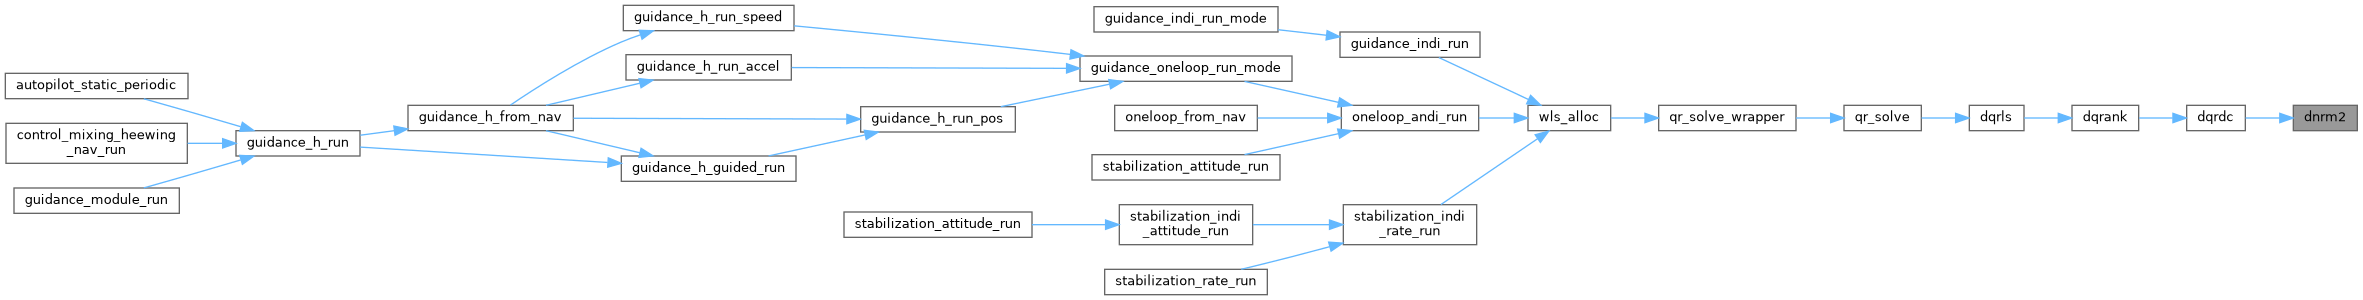 guidance_h_run_speed
guidance_indi_run_mode
guidance_indi_run
guidance_h_run_accel
guidance_oneloop_run_mode
autopilot_static_periodic
guidance_h_from_nav
guidance_h_run_pos
oneloop_from_nav
oneloop_andi_run
wls_alloc
qr_solve_wrapper
qr_solve
dqrls
dqrank
dqrdc
dnrm2
control_mixing_heewing
_nav_run
guidance_h_run
guidance_h_guided_run
stabilization_attitude_run
guidance_module_run
stabilization_attitude_run
stabilization_indi
_attitude_run
stabilization_indi
_rate_run
stabilization_rate_run